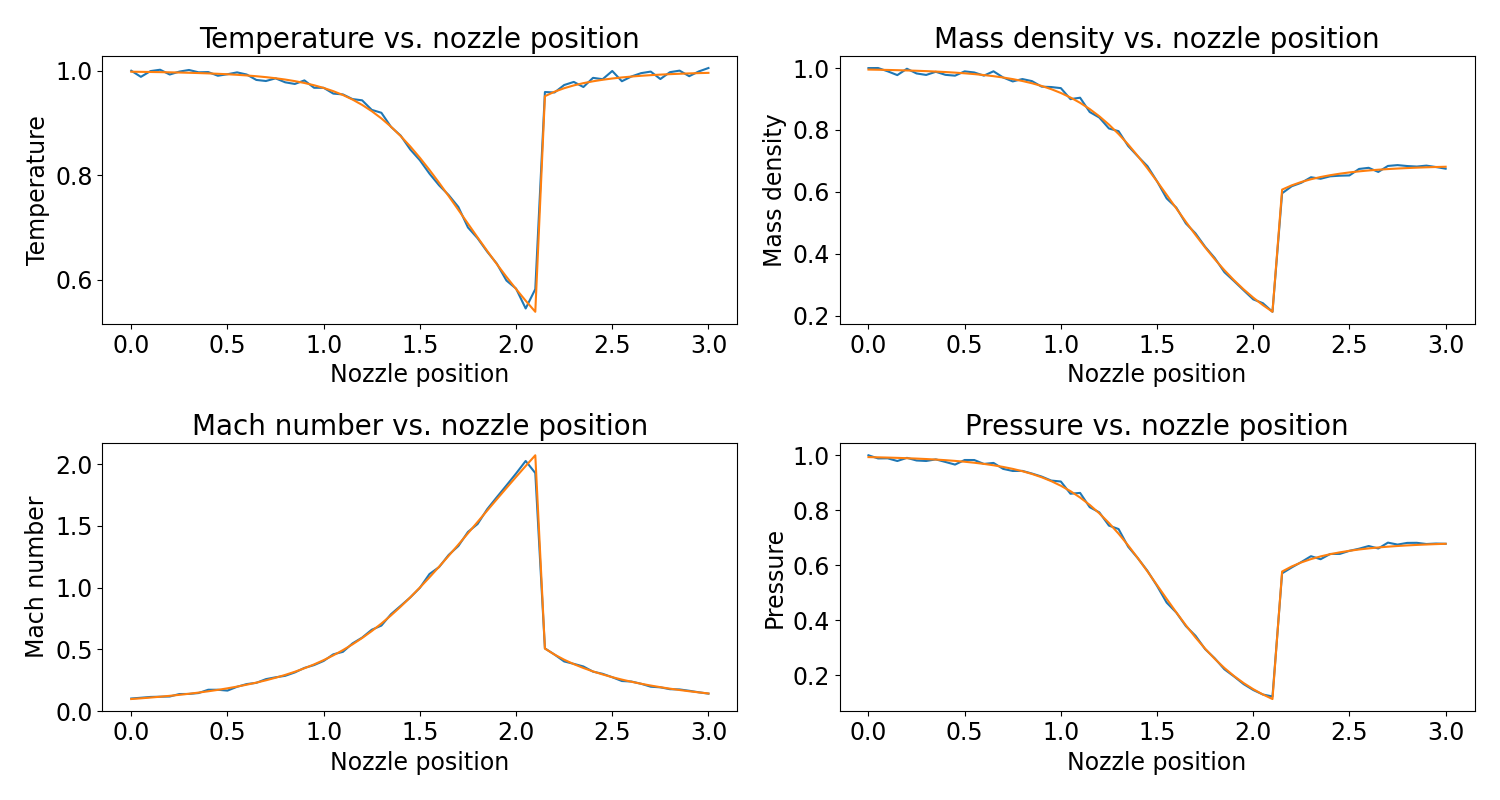 Temperature vs. nozzle position
Temperature
1.0
0.8
0.6
0.0 0.5 1.0 1.5 2.0 2.5 3.0
Nozzle position
Mass density vs. nozzle position
Mass density
1.0
0.8
0.6
0.4
0.2
0.0 0.5 1.0 1.5 2.0 2.5 3.0
Nozzle position
Mach number vs. nozzle position
Mach number
2.0
1.5
1.0
0.5
0.0
0.0 0.5 1.0 1.5 2.0 2.5 3.0
Nozzle position
Pressure vs. nozzle position
Pressure
1.0
0.8
0.6
0.4
0.2
0.0 0.5 1.0 1.5 2.0 2.5 3.0
Nozzle position